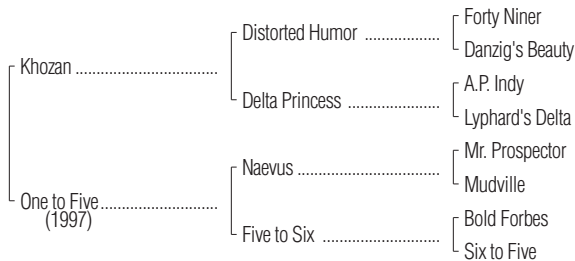 Forty Niner
Distorted Humor ..................
Danzig's Beauty
Khozan ..................................
A.P. Indy
Delta Princess ......................
Lyphard's Delta
Mr. Prospector
Naevus ..................................
Mudville
One to Five............................
(1997)
Bold Forbes
Five to Six ............................
Six to Five